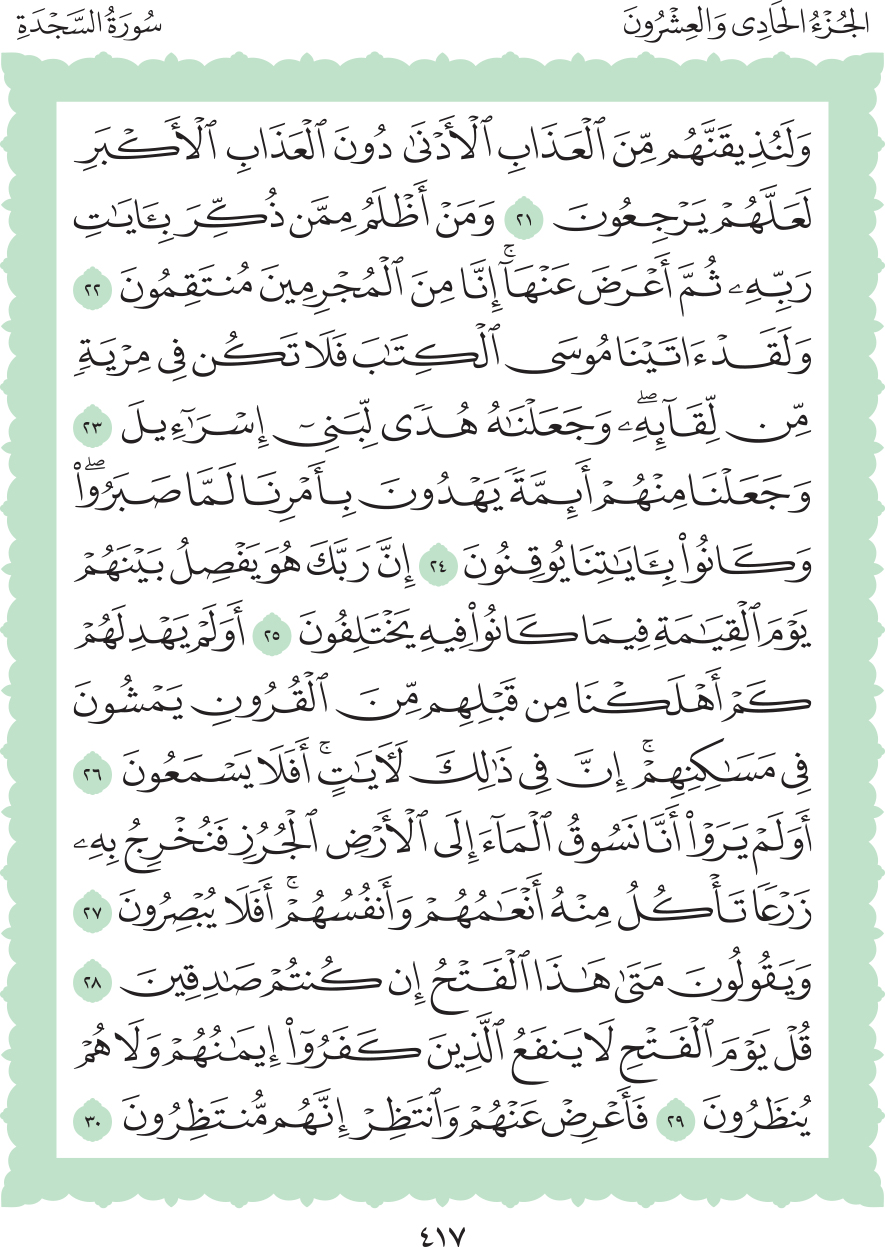 الجُزْءُ الحَادِى وَالعِشْرُونَ
سُورَةُ السَّجْدَةِ
وَلَنُذِيقَنَّهُم مِّنَ ٱلْعَذَابِ ٱلْأَدْنَىٰ دُونَ ٱلْعَذَابِ ٱلْأَكْبَرِ
لَعَلَّهُمْ يَرْجِعُونَ ٢١ وَمَنْ أَظْلَمُ مِمَّن ذُكِّرَ بِـَٔايَـٰتِ
رَبِّهِۦ ثُمَّ أَعْرَضَ عَنْهَآ ۚ إِنَّا مِنَ ٱلْمُجْرِمِينَ مُنتَقِمُونَ ٢٢
وَلَقَدْ ءَاتَيْنَا مُوسَى ٱلْكِتَـٰبَ فَلَا تَكُن فِى مِرْيَةٍ
مِّن لِّقَآئِهِۦ ۖ وَجَعَلْنَـٰهُ هُدًى لِّبَنِىٓ إِسْرَٰٓءِيلَ ٢٣
وَجَعَلْنَا مِنْهُمْ أَئِمَّةً يَهْدُونَ بِأَمْرِنَا لَمَّا صَبَرُوا۟ ۖ
وَكَانُوا۟ بِـَٔايَـٰتِنَا يُوقِنُونَ ٢٤ إِنَّ رَبَّكَ هُوَ يَفْصِلُ بَيْنَهُمْ
يَوْمَ ٱلْقِيَـٰمَةِ فِيمَا كَانُوا۟ فِيهِ يَخْتَلِفُونَ ٢٥ أَوَلَمْ يَهْدِ لَهُمْ
كَمْ أَهْلَكْنَا مِن قَبْلِهِم مِّنَ ٱلْقُرُونِ يَمْشُونَ
فِى مَسَـٰكِنِهِمْ ۚ إِنَّ فِى ذَٰلِكَ لَـَٔايَـٰتٍ ۚ أَفَلَا يَسْمَعُونَ ٢٦
أَوَلَمْ يَرَوْا۟ أَنَّا نَسُوقُ ٱلْمَآءَ إِلَى ٱلْأَرْضِ ٱلْجُرُزِ فَنُخْرِجُ بِهِۦ
زَرْعًا تَأْكُلُ مِنْهُ أَنْعَـٰمُهُمْ وَأَنفُسُهُمْ ۚ أَفَلَا يُبْصِرُونَ ٢٧
وَيَقُولُونَ مَتَىٰ هَـٰذَا ٱلْفَتْحُ إِن كُنتُمْ صَـٰدِقِينَ ٢٨
قُلْ يَوْمَ ٱلْفَتْحِ لَا يَنفَعُ ٱلَّذِينَ كَفَرُوٓا۟ إِيمَـٰنُهُمْ وَلَا هُمْ
يُنظَرُونَ ٢٩ فَأَعْرِضْ عَنْهُمْ وَٱنتَظِرْ إِنَّهُم مُّنتَظِرُونَ ٣٠
٤١٧